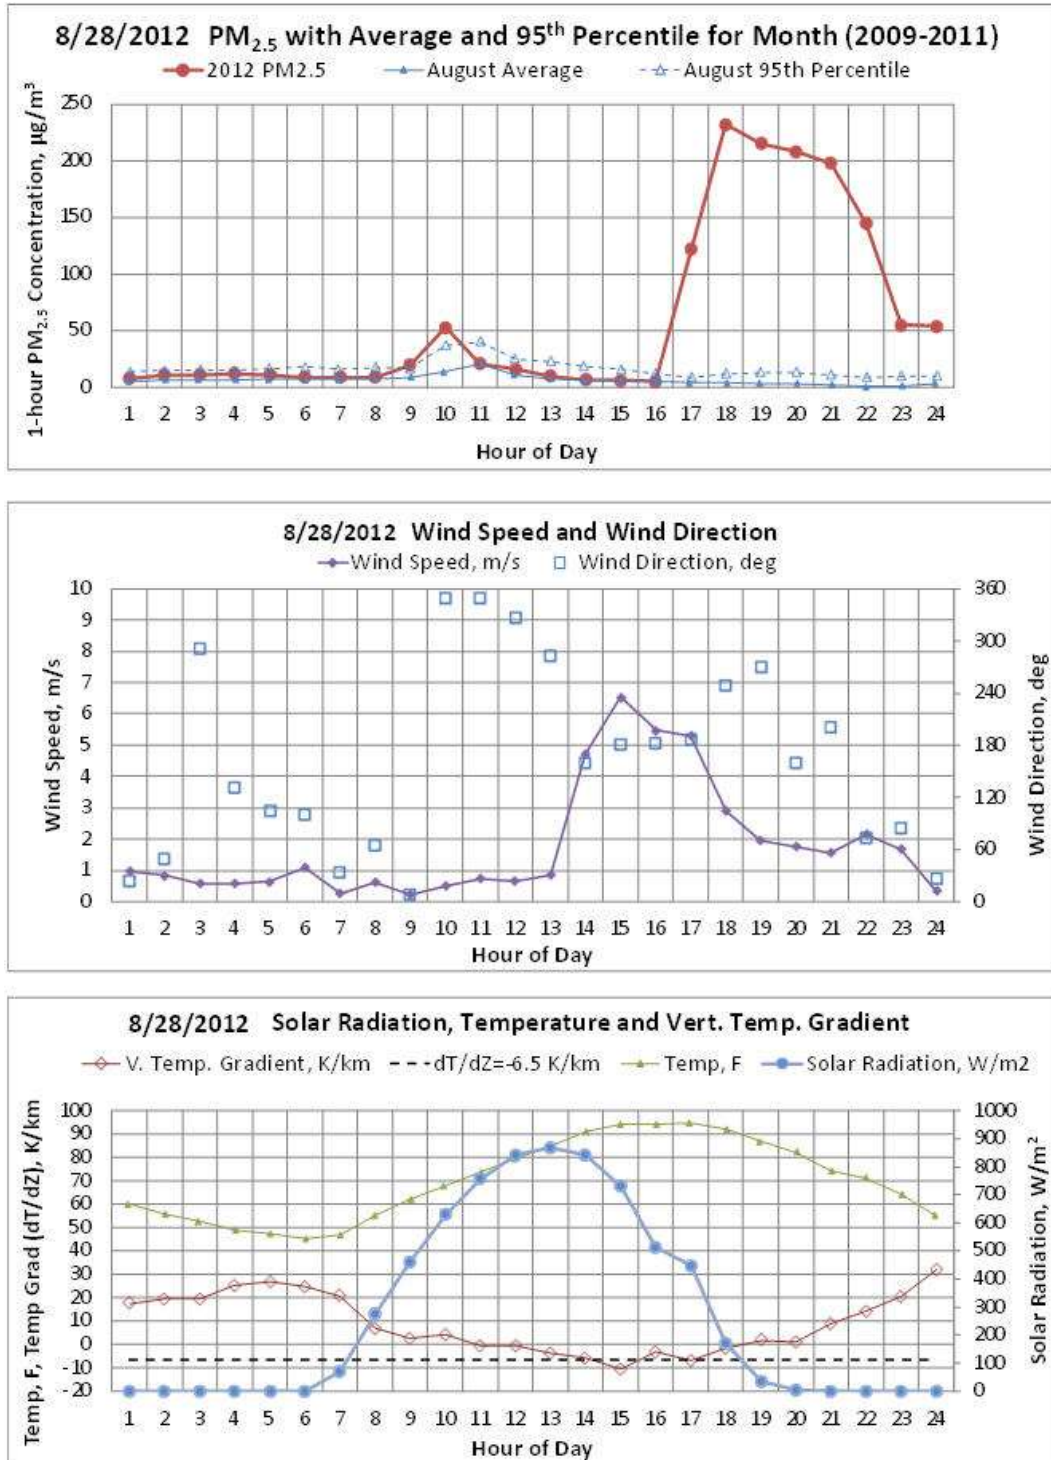 8/28/2012 PM2.5 with Average and 95th Percentile for Month (2009-2011)
2012 PM2.5 August Average August 95th Percentile
1-hour PM2.5 Concentration, µg/m³
250
200
150
100
50
0
1 2 3 4 5 6 7 8 9 10 11 12 13 14 15 16 17 18 19 20 21 22 23 24
Hour of Day
8/28/2012 Wind Speed and Wind Direction
Wind Speed, m/s Wind Direction, deg
Wind Speed, m/s
10
9
8
7
6
5
4
3
2
1
0
360
300
240
180
120
60
0
Wind Direction, deg
1 2 3 4 5 6 7 8 9 10 11 12 13 14 15 16 17 18 19 20 21 22 23 24
Hour of Day
8/28/2012 Solar Radiation, Temperature and Vert. Temp. Gradient
V. Temp. Gradient, K/km dT/dZ=-6.5 K/km Temp, F Solar Radiation, W/m2
Temp, F, Temp Grad (dT/dZ), K/km
100
90
80
70
60
50
40
30
20
10
0
-10
-20
1000
900
800
700
600
500
400
300
200
100
0
Solar Radiation, W/m²
1 2 3 4 5 6 7 8 9 10 11 12 13 14 15 16 17 18 19 20 21 22 23 24
Hour of Day